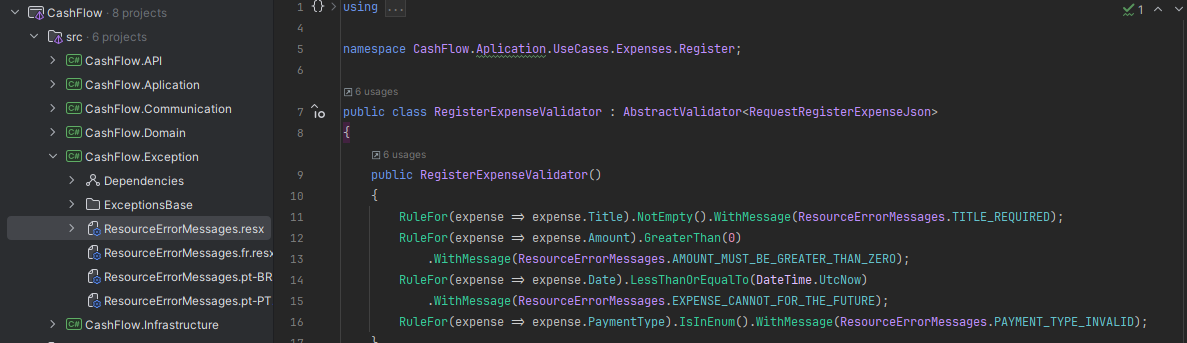 CashFlow · 8 projects
src · 6 projects
C# CashFlow.API
C# CashFlow.Aplication
C# CashFlow.Communication
C# CashFlow.Domain
C# CashFlow.Exception
Dependencies
ExceptionsBase
ResourceErrorMessages.resx
ResourceErrorMessages.fr.resx
ResourceErrorMessages.pt-BR
ResourceErrorMessages.pt-PT
C# CashFlow.Infrastructure
1 {} using ...
1
4
5 namespace CashFlow.Aplication.UseCases.Expenses.Register;
6
6 usages
7 public class RegisterExpenseValidator : AbstractValidator<RequestRegisterExpenseJson>
8 {
6 usages
9 public RegisterExpenseValidator()
10 {
11 RuleFor(expense => expense.Title).NotEmpty().WithMessage(ResourceErrorMessages.TITLE_REQUIRED);
12 RuleFor(expense => expense.Amount).GreaterThan(0)
13 .WithMessage(ResourceErrorMessages.AMOUNT_MUST_BE_GREATER_THAN_ZERO);
14 RuleFor(expense => expense.Date).LessThanOrEqualTo(DateTime.UtcNow)
15 .WithMessage(ResourceErrorMessages.EXPENSE_CANNOT_FOR_THE_FUTURE);
16 RuleFor(expense => expense.PaymentType).IsInEnum().WithMessage(ResourceErrorMessages.PAYMENT_TYPE_INVALID);
17 }